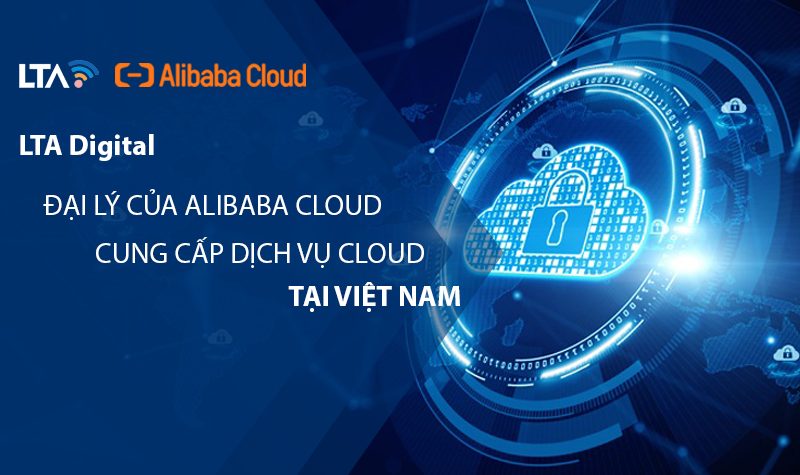 LTA Alibaba Cloud
LTA Digital
ĐẠI LÝ CỦA ALIBABA CLOUD
CUNG CẤP DỊCH VỤ CLOUD
TẠI VIỆT NAM